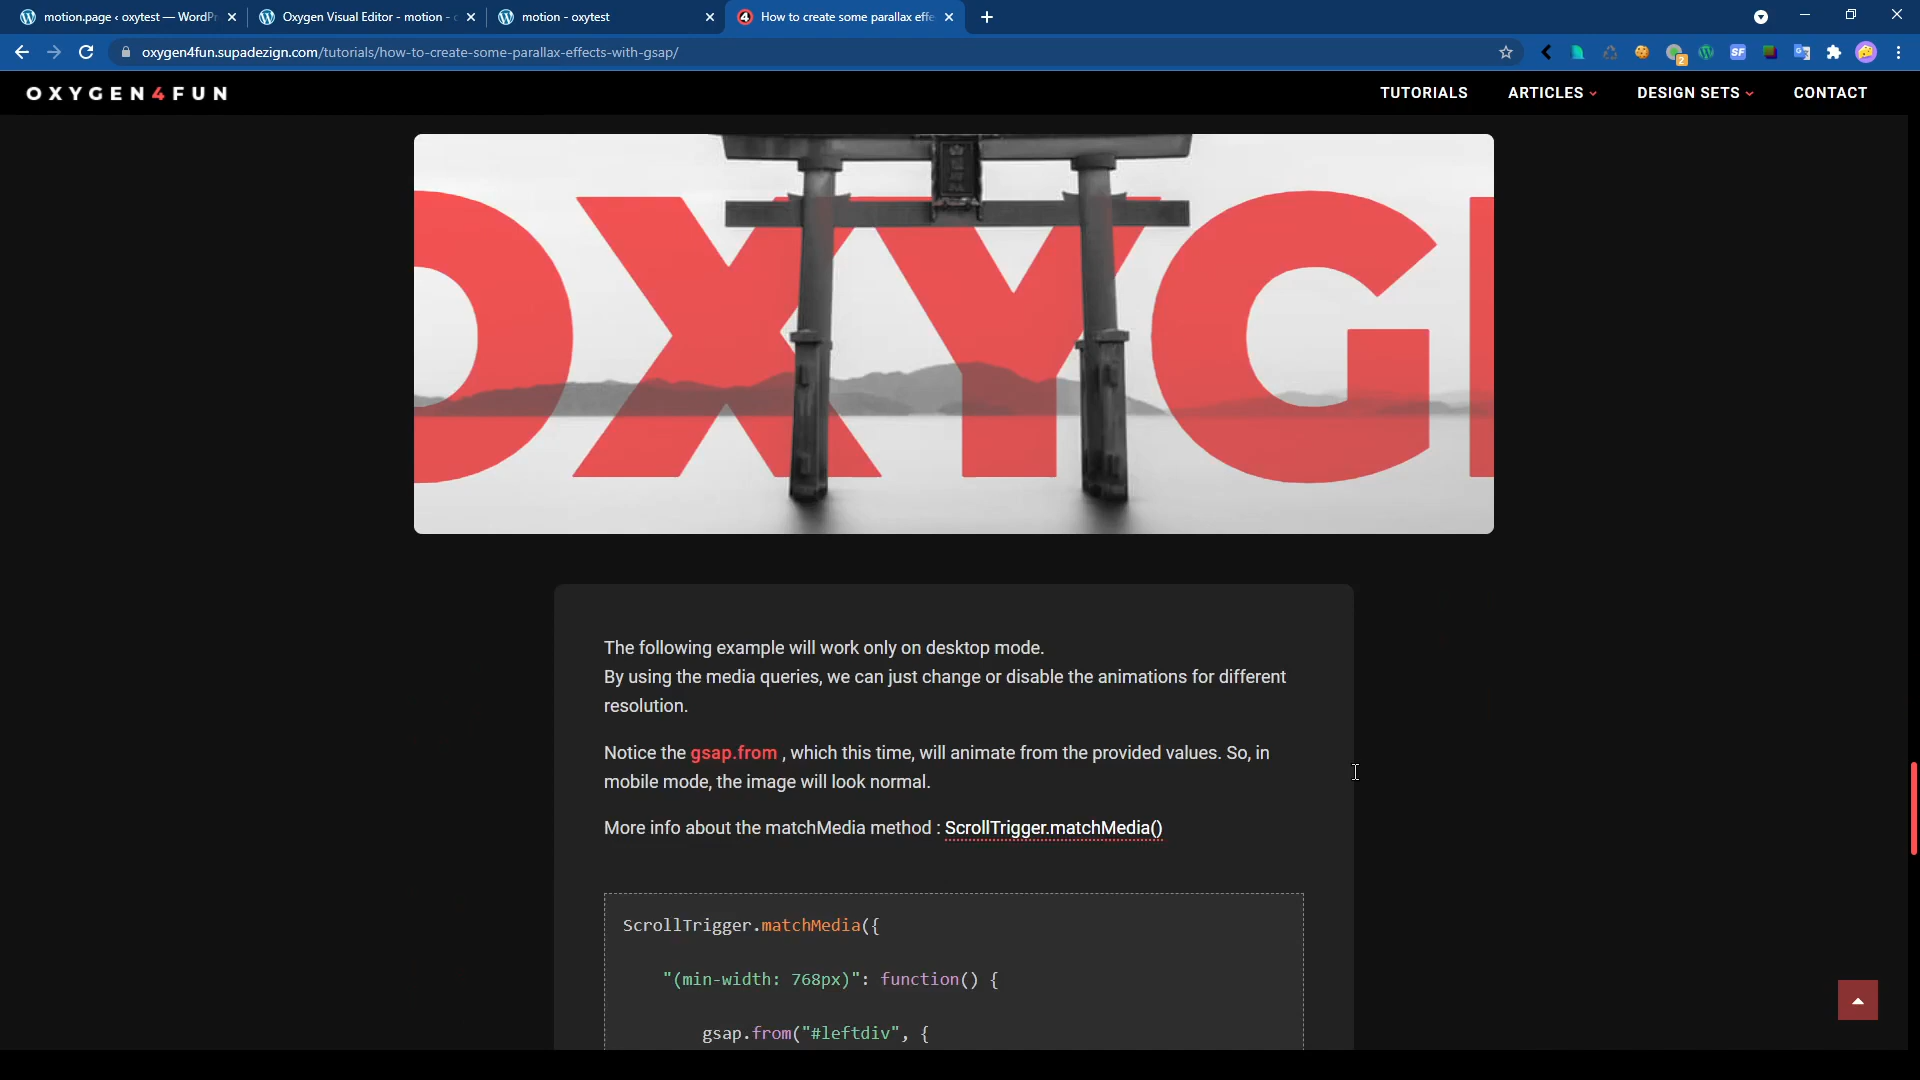 motion.page ‹ oxytest — WordPr
Oxygen Visual Editor - motion - o
motion - oxytest
How to create some parallax effe
oxygen4fun.supadezign.com/tutorials/how-to-create-some-parallax-effects-with-gsap/
2
SF
OXYGEN4FUN
TUTORIALS
ARTICLES
DESIGN SETS
CONTACT
OXYG
The following example will work only on desktop mode.
By using the media queries, we can just change or disable the animations for different
resolution.
Notice the gsap.from , which this time, will animate from the provided values. So, in
mobile mode, the image will look normal.
More info about the matchMedia method : ScrollTrigger.matchMedia()
ScrollTrigger.matchMedia({
"(min-width: 768px)": function() {
gsap.from("#leftdiv", {